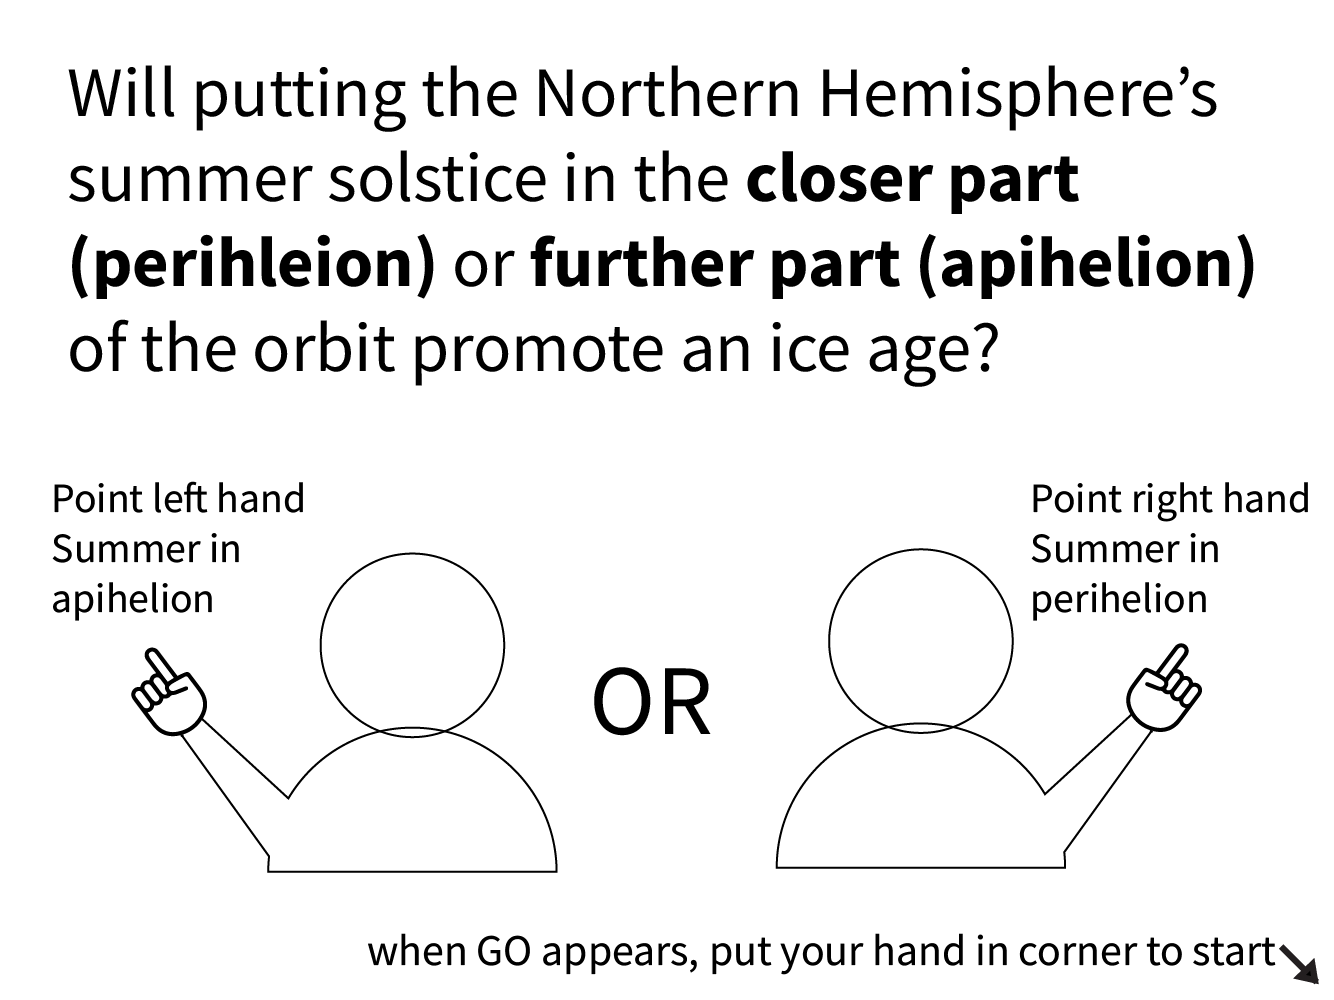 Will putting the Northern Hemisphere’s
summer solstice in the closer part
(perihleion) or further part (apihelion)
of the orbit promote an ice age?
Point left hand
Summer in
apihelion
Point right hand
Summer in
perihelion
OR
when GO appears, put your hand in corner to start